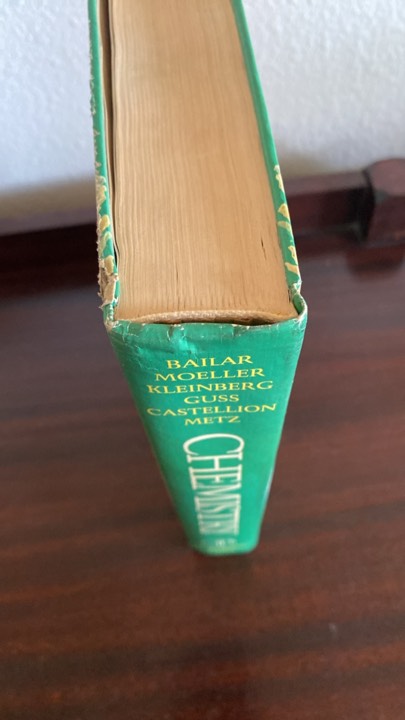 BAILAR
MOELLER
KLEINBERG
GUSS
CASTELLION
METZ
CHEMISTRY